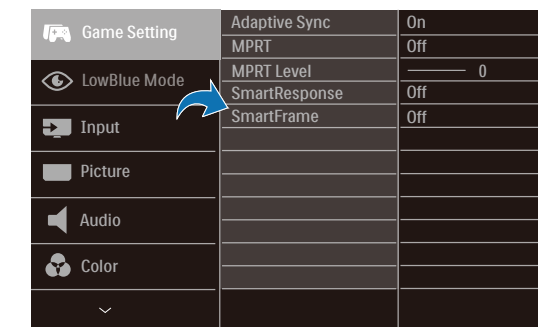 Game Setting
LowBlue Mode
Input
Picture
Audio
Color
Adaptive Sync On
MPRT Off
MPRT Level 0
SmartResponse Off
SmartFrame Off